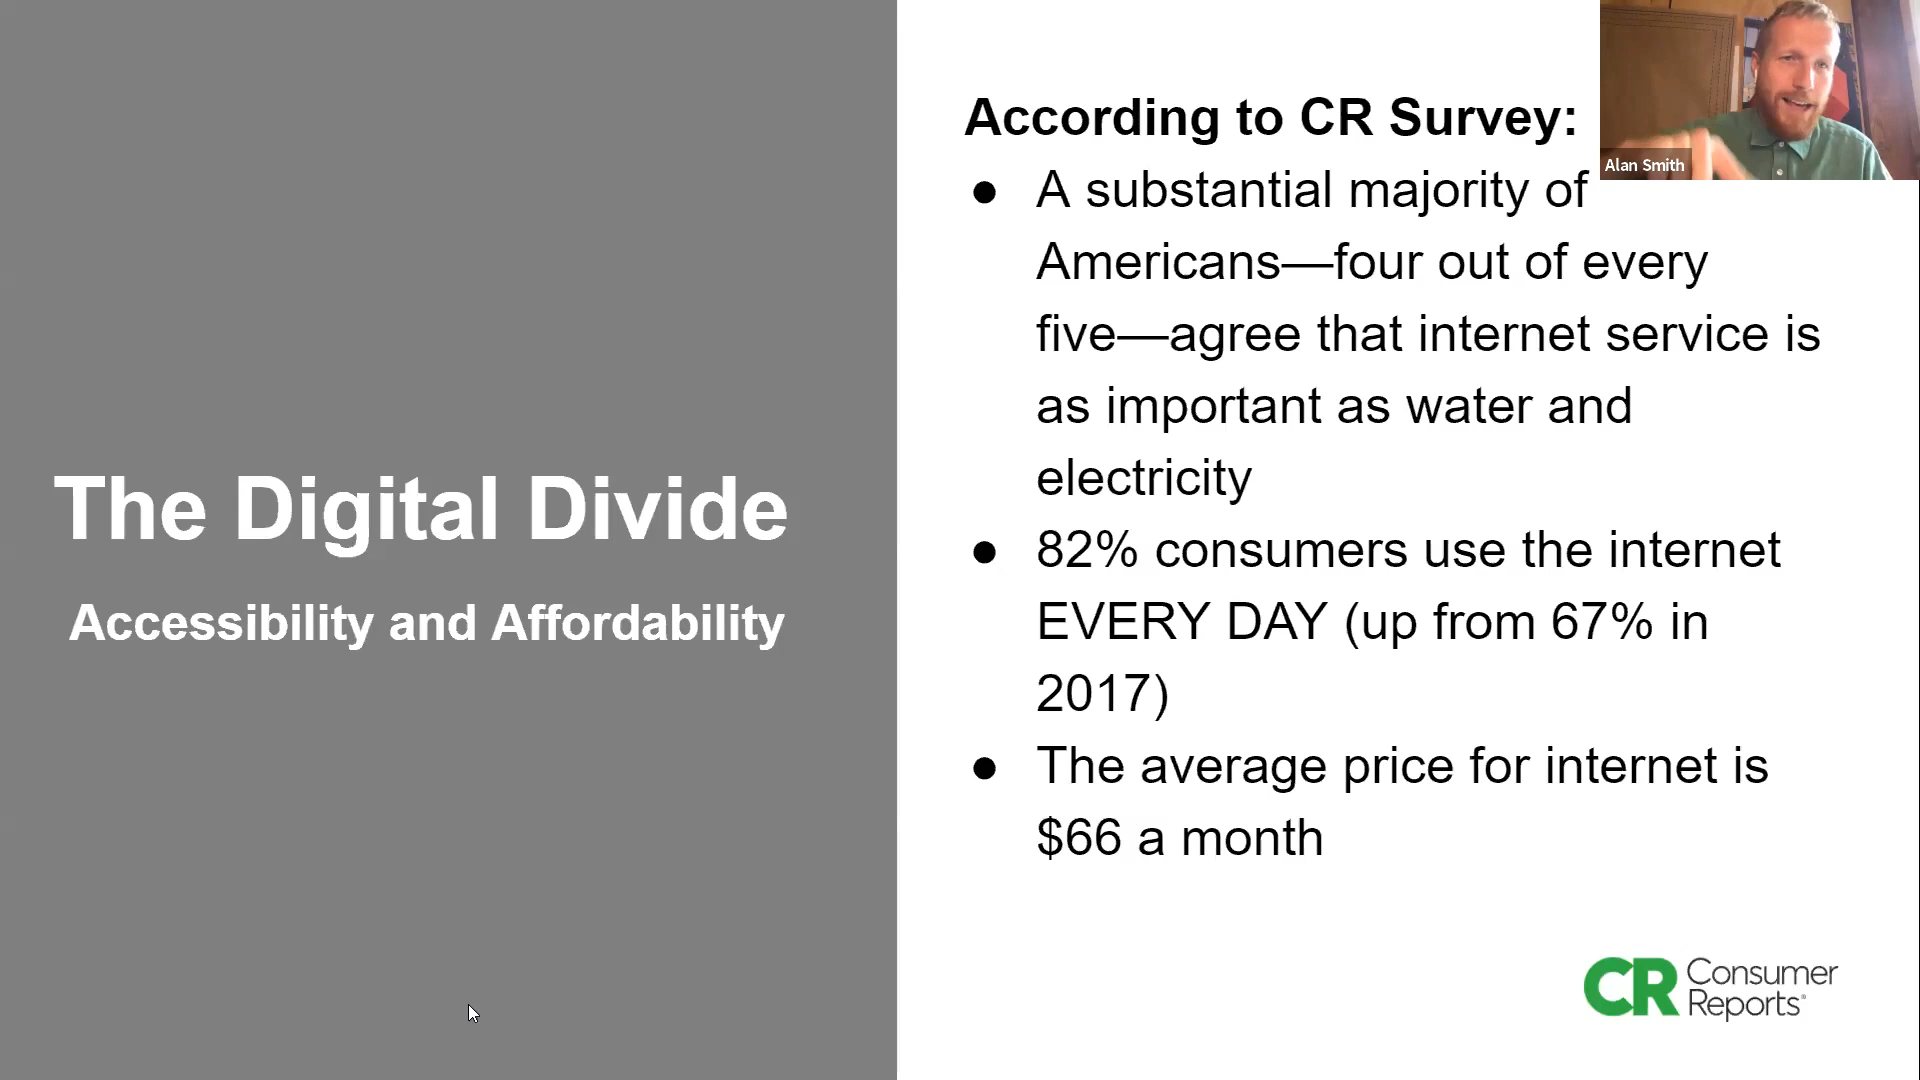 The Digital Divide
Accessibility and Affordability
According to CR Survey:
● A substantial majority of
Americans—four out of every
five—agree that internet service is
as important as water and
electricity
● 82% consumers use the internet
EVERY DAY (up from 67% in
2017)
● The average price for internet is
$66 a month
Alan Smith
CR Consumer
Reports®